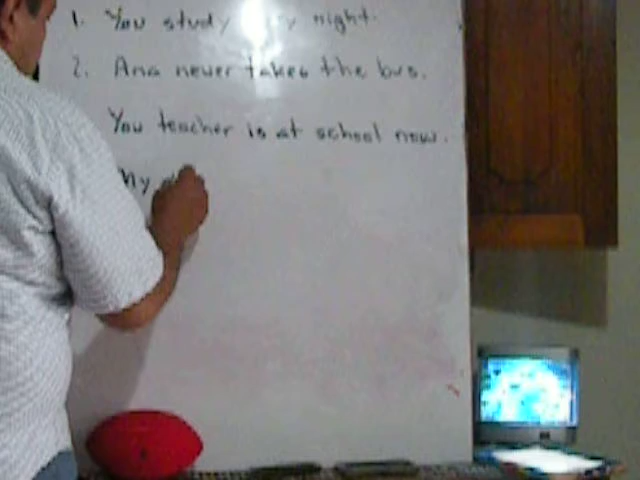 1. You study night.
2. Ana never takes the bus.
You teacher is at school now.
My